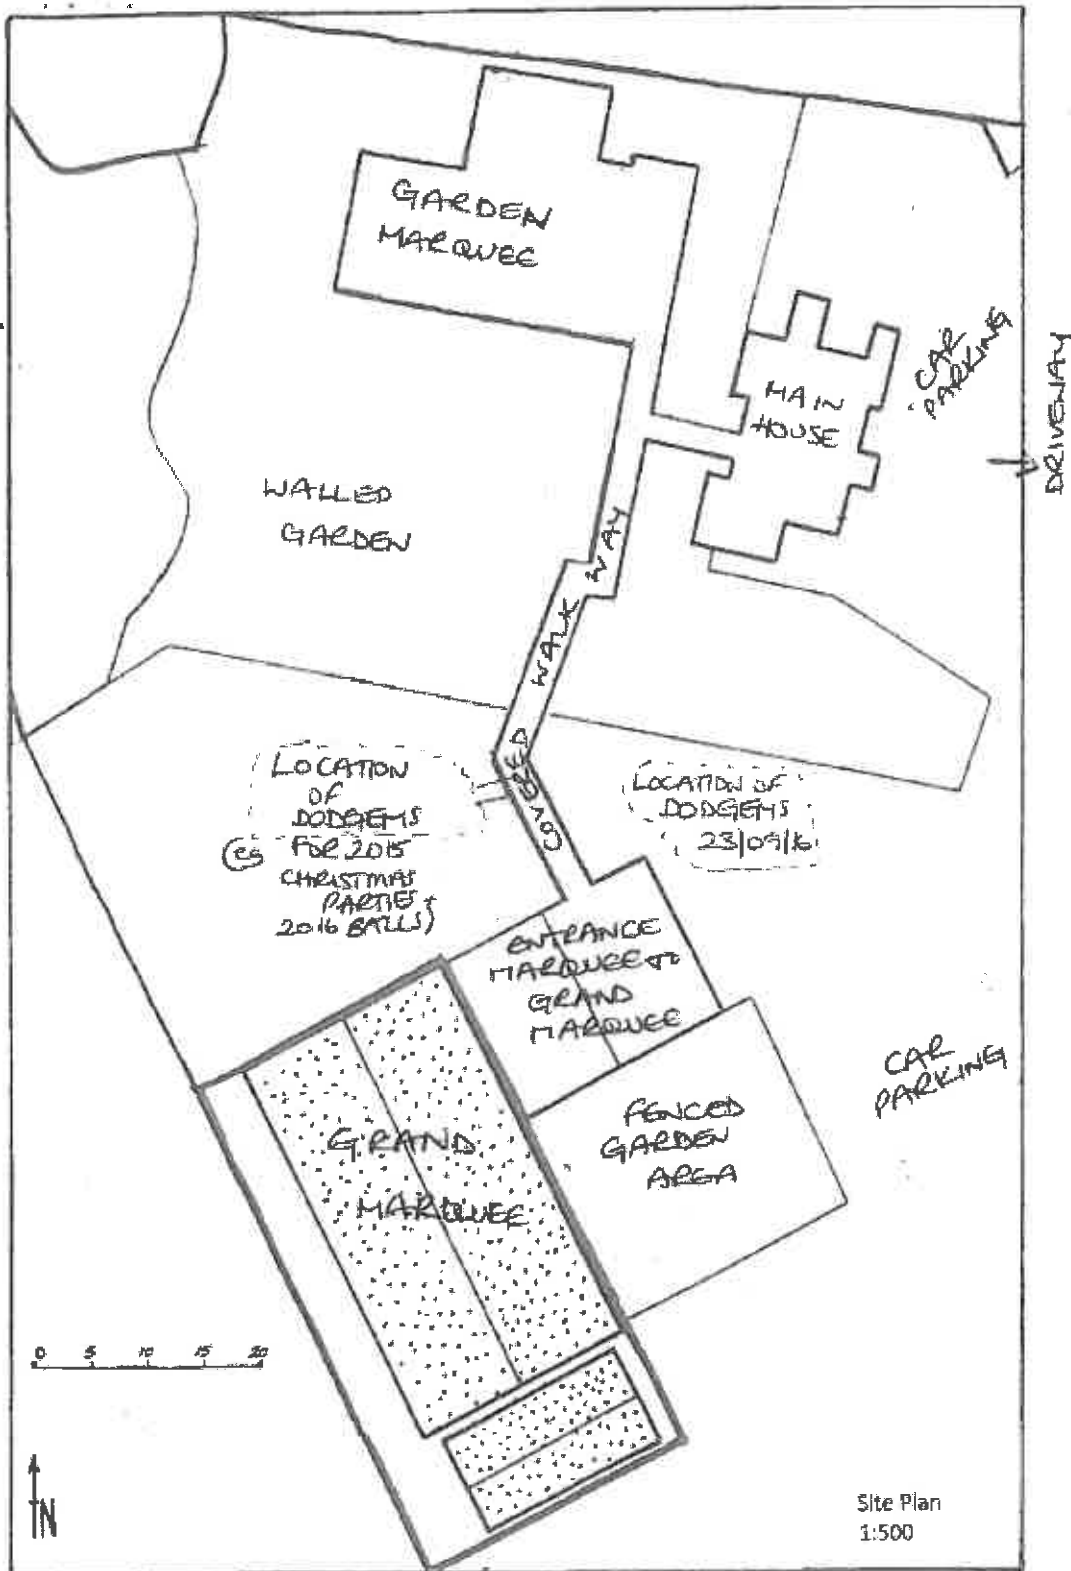 GARDEN
MARQUEE
MAIN
HOUSE
CAR
PARKING
DRIVEWAY
WALLED
GARDEN
COVERED WALK WAY
LOCATION
OF
DODGEMS
(eg FOR 2015
CHRISTMAS
PARTIES +
2016 BALLS)
LOCATION OF
DODGEMS
23/09/16
ENTRANCE
MARQUEE to
GRAND
MARQUEE
CAR
PARKING
FENCED
GARDEN
AREA
GRAND
MARQUEE
0 5 10 15 20
N
Site Plan
1:500